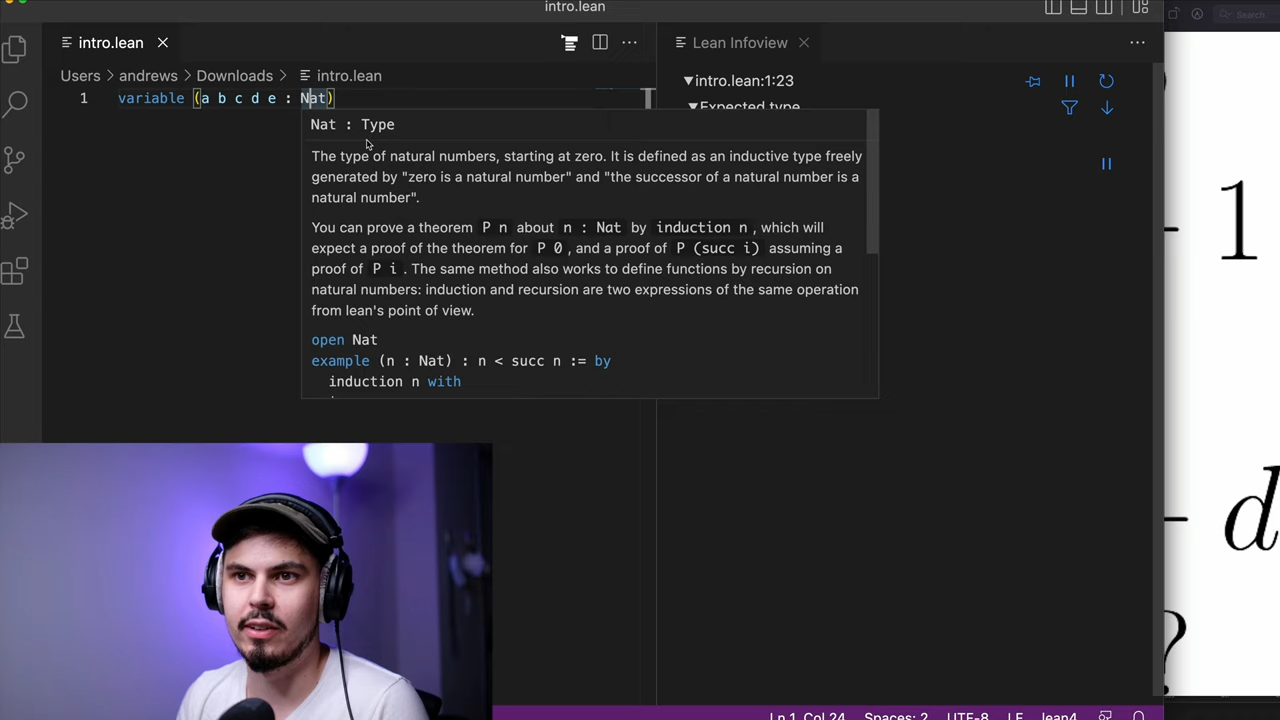 intro.lean
intro.lean
Users > andrews > Downloads > intro.lean
1 variable (a b c d e : Nat)
Nat : Type
The type of natural numbers, starting at zero. It is defined as an inductive type freely
generated by "zero is a natural number" and "the successor of a natural number is a
natural number".
You can prove a theorem P n about n : Nat by induction n, which will
expect a proof of the theorem for P 0, and a proof of P (succ i) assuming a
proof of P i. The same method also works to define functions by recursion on
natural numbers: induction and recursion are two expressions of the same operation
from lean's point of view.
open Nat
example (n : Nat) : n < succ n := by
induction n with
Lean Infoview
intro.lean:1:23
Expected type
Search
- 1
- d
?
Ln 1, Col 24 Spaces: 2 UTF-8 LF lean4